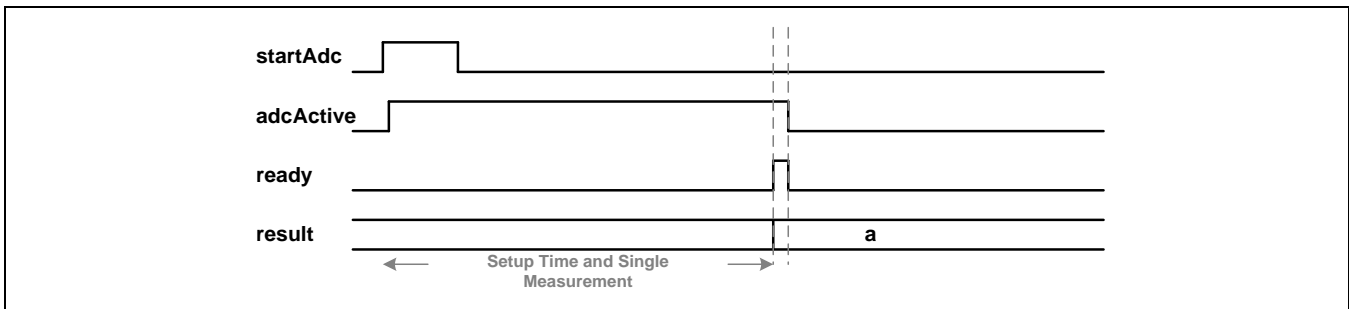 startAdc
adcActive
ready
result
a
Setup Time and Single
Measurement